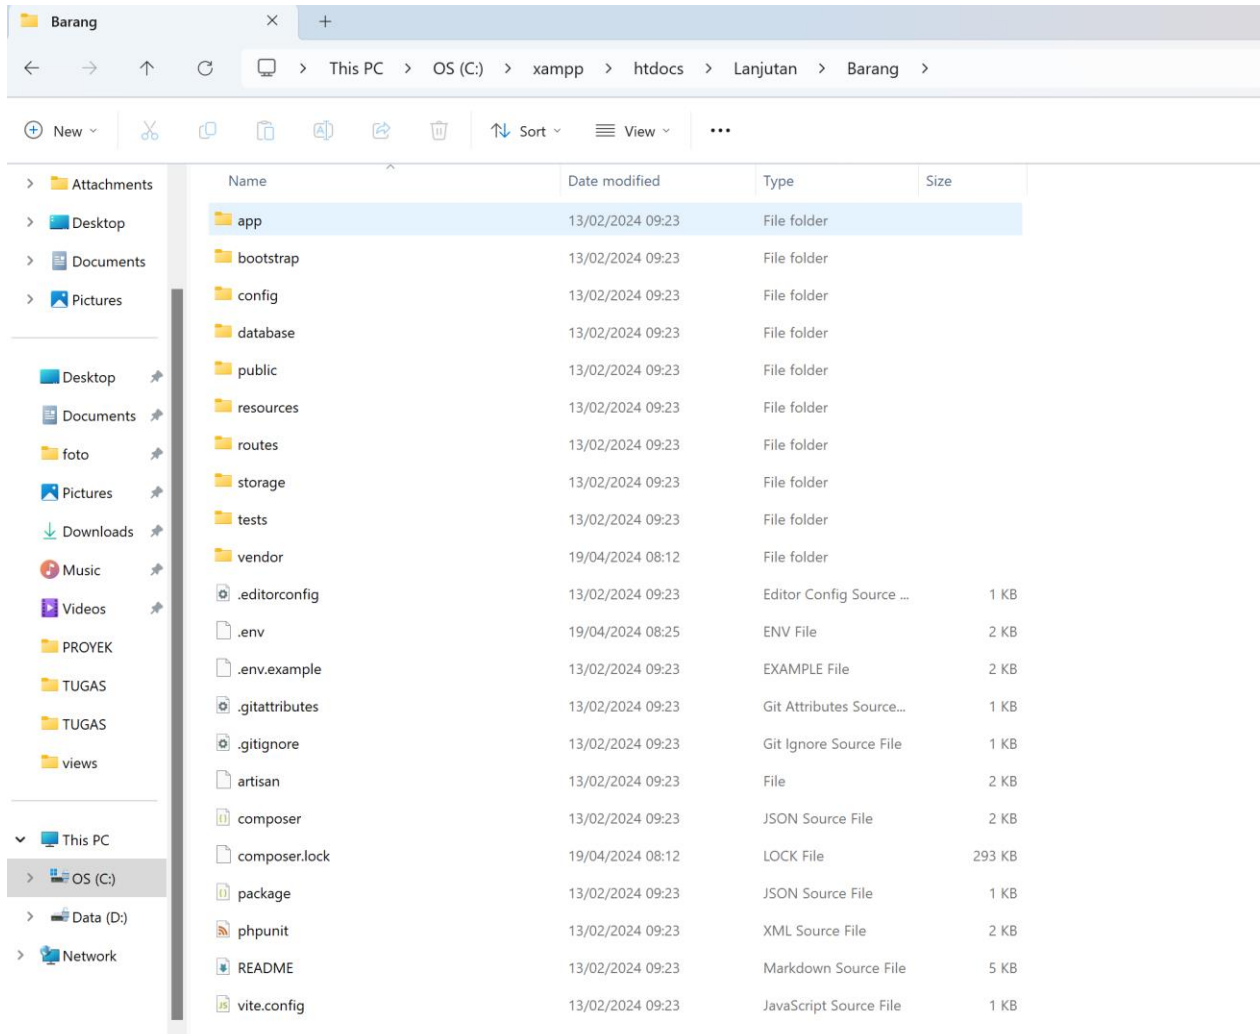 Barang
This PC > OS (C:) > xampp > htdocs > Lanjutan > Barang >
New Sort View ...
Attachments
Desktop
Documents
Pictures
Desktop
Documents
foto
Pictures
Downloads
Music
Videos
PROYEK
TUGAS
TUGAS
views
This PC
OS (C:)
Data (D:)
Network
Name Date modified Type Size
app 13/02/2024 09:23 File folder
bootstrap 13/02/2024 09:23 File folder
config 13/02/2024 09:23 File folder
database 13/02/2024 09:23 File folder
public 13/02/2024 09:23 File folder
resources 13/02/2024 09:23 File folder
routes 13/02/2024 09:23 File folder
storage 13/02/2024 09:23 File folder
tests 13/02/2024 09:23 File folder
vendor 19/04/2024 08:12 File folder
.editorconfig 13/02/2024 09:23 Editor Config Source ... 1 KB
.env 19/04/2024 08:25 ENV File 2 KB
.env.example 13/02/2024 09:23 EXAMPLE File 2 KB
.gitattributes 13/02/2024 09:23 Git Attributes Source... 1 KB
.gitignore 13/02/2024 09:23 Git Ignore Source File 1 KB
artisan 13/02/2024 09:23 File 2 KB
composer 13/02/2024 09:23 JSON Source File 2 KB
composer.lock 19/04/2024 08:12 LOCK File 293 KB
package 13/02/2024 09:23 JSON Source File 1 KB
phpunit 13/02/2024 09:23 XML Source File 2 KB
README 13/02/2024 09:23 Markdown Source File 5 KB
vite.config 13/02/2024 09:23 JavaScript Source File 1 KB